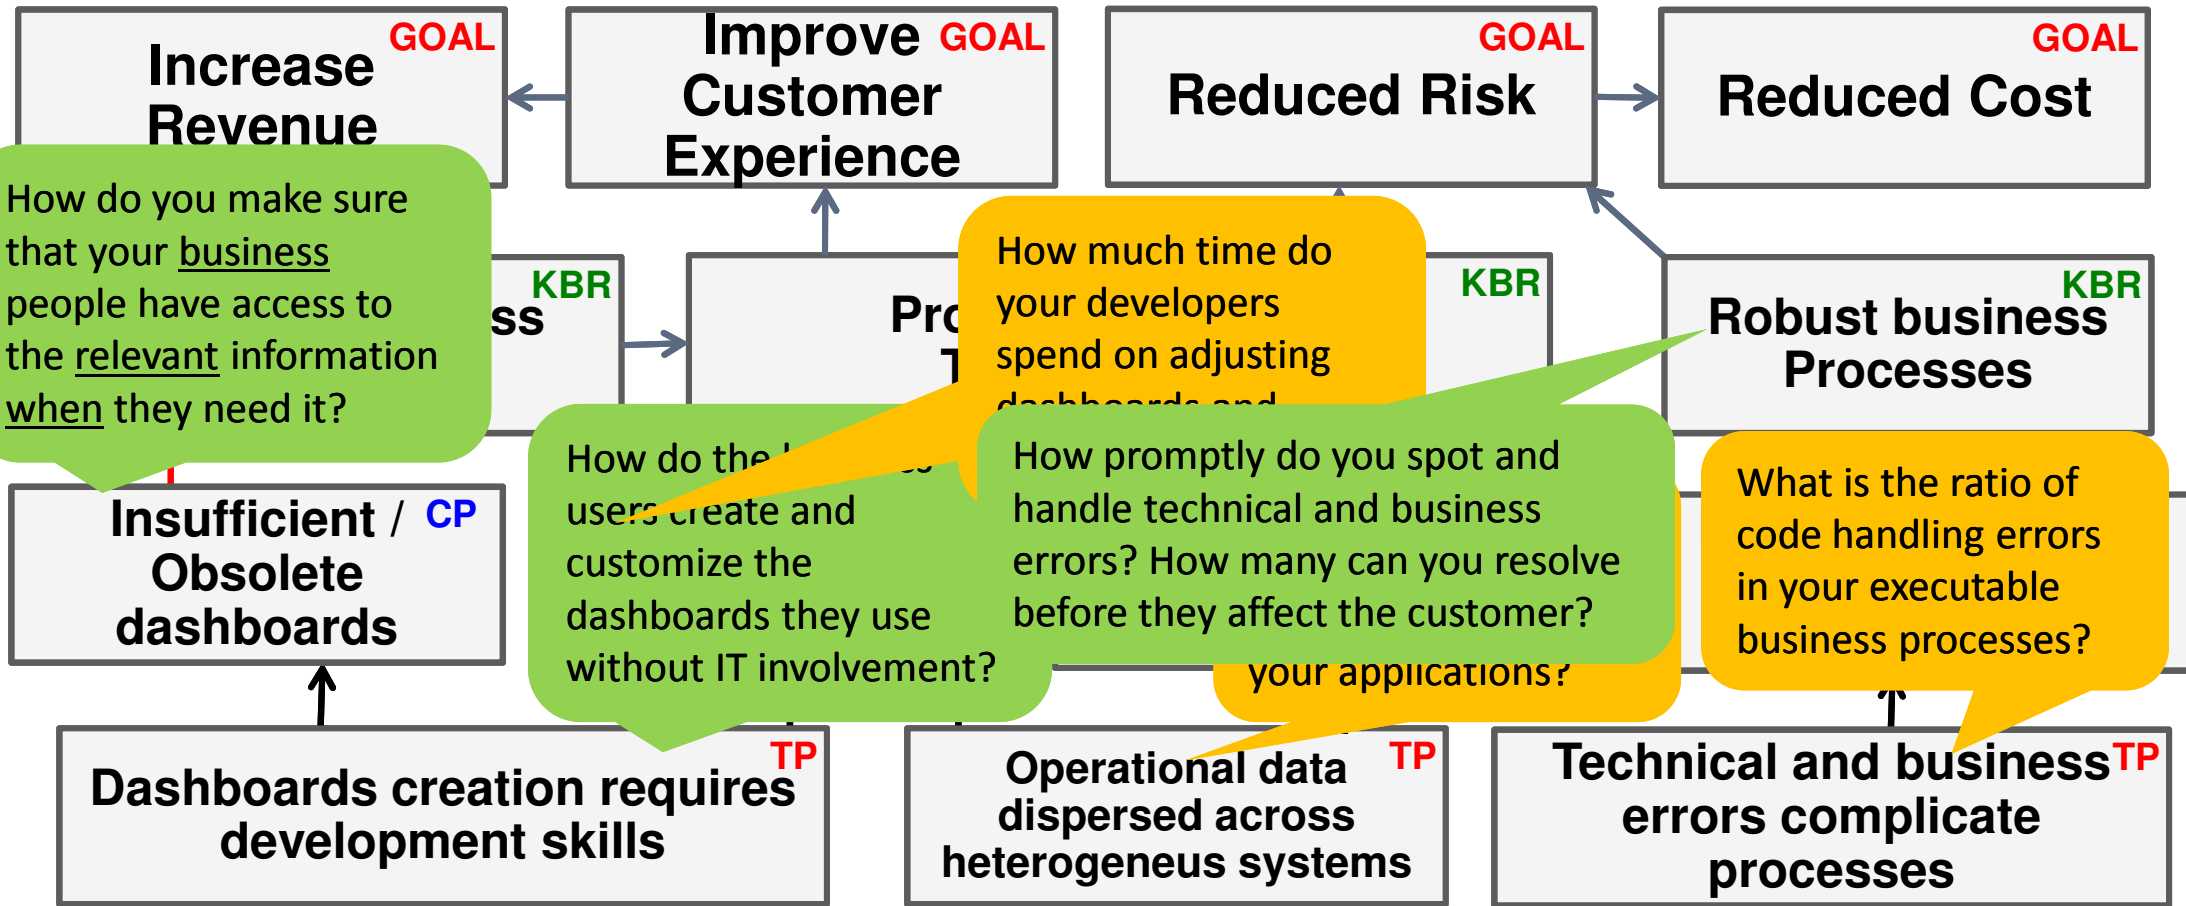 GOAL
Increase
Revenue
Improve
GOAL
Customer
Experience
GOAL
Reduced Risk
GOAL
Reduced Cost
How do you make sure
that your business
people have access to
the relevant information
when they need it?
KBR
ss
How much time do
your developers
spend on adjusting
dashboards and
KBR
KBR
Robust business
Processes
How do the
users create and
customize the
dashboards they use
without IT involvement?
How promptly do you spot and
handle technical and business
errors? How many can you resolve
before they affect the customer?
your applications?
What is the ratio of
code handling errors
in your executable
business processes?
Insufficient / CP
Obsolete
dashboards
TP
Dashboards creation requires
development skills
TP
Operational data
dispersed across
heterogeneus systems
TP
Technical and business
errors complicate
processes